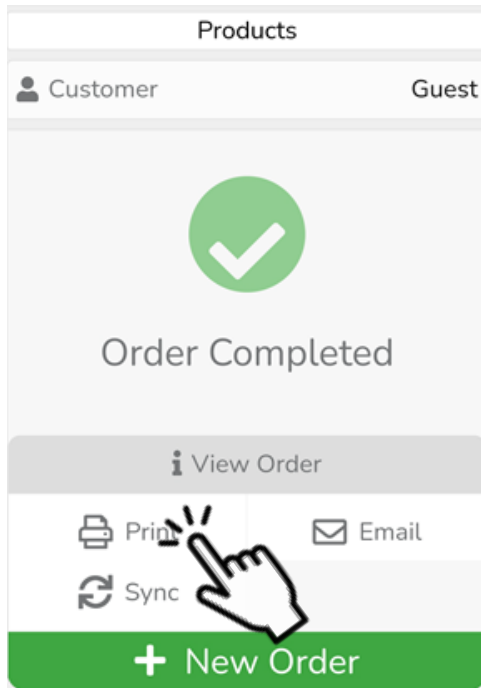 Products
Customer Guest
Order Completed
View Order
Print Email
Sync
New Order